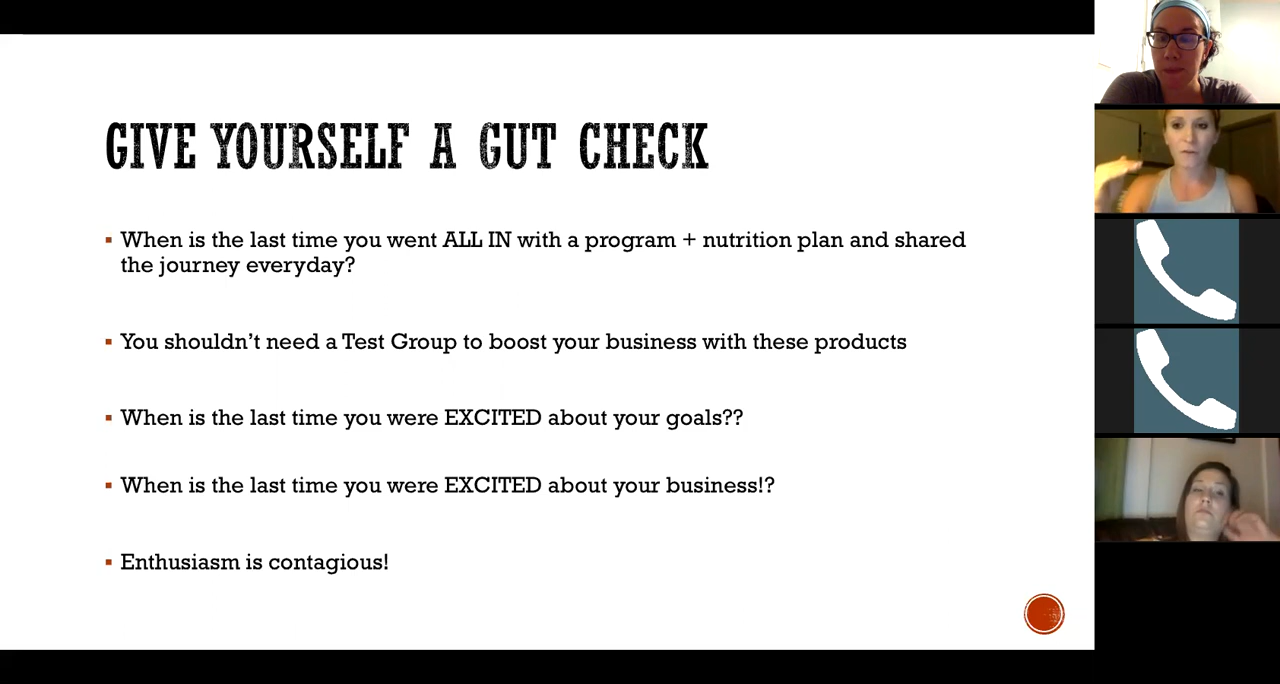 GIVE YOURSELF A GUT CHECK
▪ When is the last time you went ALL IN with a program + nutrition plan and shared
the journey everyday?
▪ You shouldn't need a Test Group to boost your business with these products
▪ When is the last time you were EXCITED about your goals??
▪ When is the last time you were EXCITED about your business!?
▪ Enthusiasm is contagious!